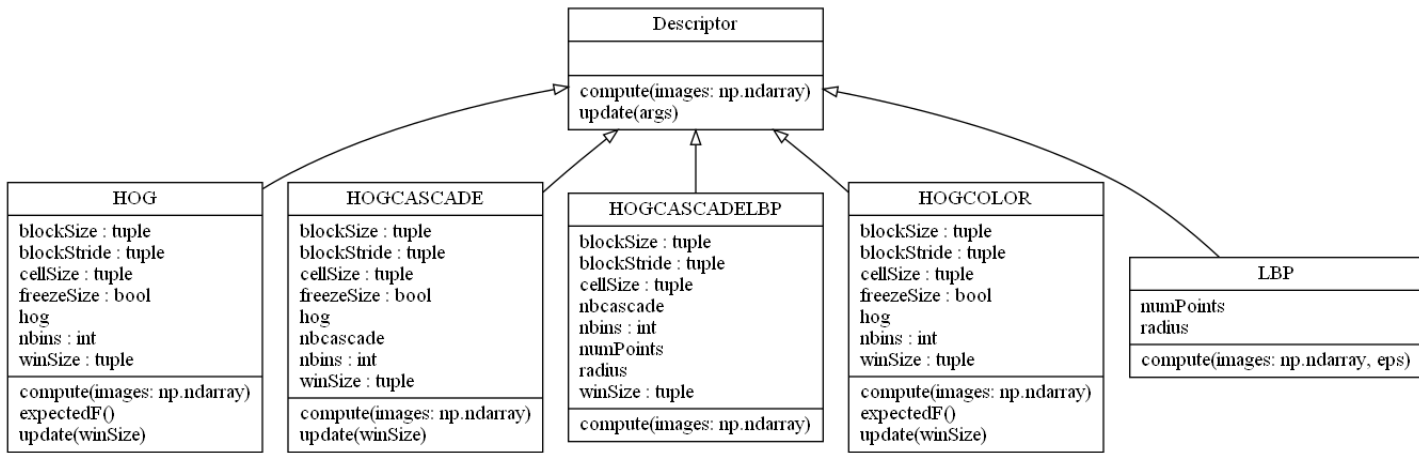 Descriptor
compute(images: np.ndarray)
update(args)
HOG
blockSize : tuple
blockStride : tuple
cellSize : tuple
freezeSize : bool
hog
nbins : int
winSize : tuple
compute(images: np.ndarray)
expectedF()
update(winSize)
HOGCASCADE
blockSize : tuple
blockStride : tuple
cellSize : tuple
freezeSize : bool
hog
nbcascade
nbins : int
winSize : tuple
compute(images: np.ndarray)
update(winSize)
HOGCASCADELBP
blockSize : tuple
blockStride : tuple
cellSize : tuple
nbcascade
nbins : int
numPoints
radius
winSize : tuple
compute(images: np.ndarray)
HOGCOLOR
blockSize : tuple
blockStride : tuple
cellSize : tuple
freezeSize : bool
hog
nbins : int
winSize : tuple
compute(images: np.ndarray)
expectedF()
update(winSize)
LBP
numPoints
radius
compute(images: np.ndarray, eps)